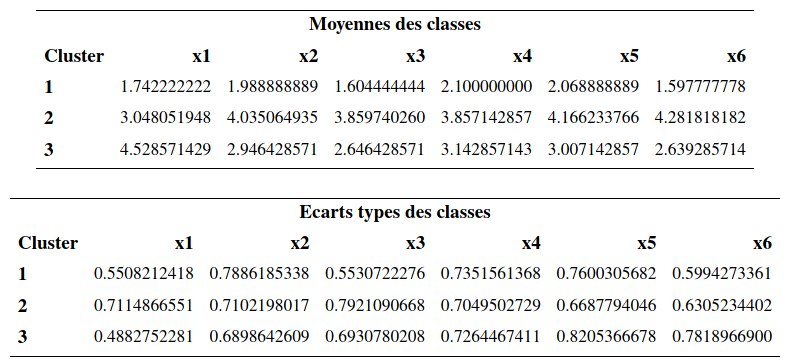 Moyennes des classes
Cluster x1 x2 x3 x4 x5 x6
1 1.742222222 1.988888889 1.604444444 2.100000000 2.068888889 1.597777778
2 3.048051948 4.035064935 3.859740260 3.857142857 4.166233766 4.281818182
3 4.528571429 2.946428571 2.646428571 3.142857143 3.007142857 2.639285714
Ecarts types des classes
Cluster x1 x2 x3 x4 x5 x6
1 0.5508212418 0.7886185338 0.5530722276 0.7351561368 0.7600305682 0.5994273361
2 0.7114866551 0.7102198017 0.7921090668 0.7049502729 0.6687794046 0.6305234402
3 0.4882752281 0.6898642609 0.6930780208 0.7264467411 0.8205366678 0.7818966900